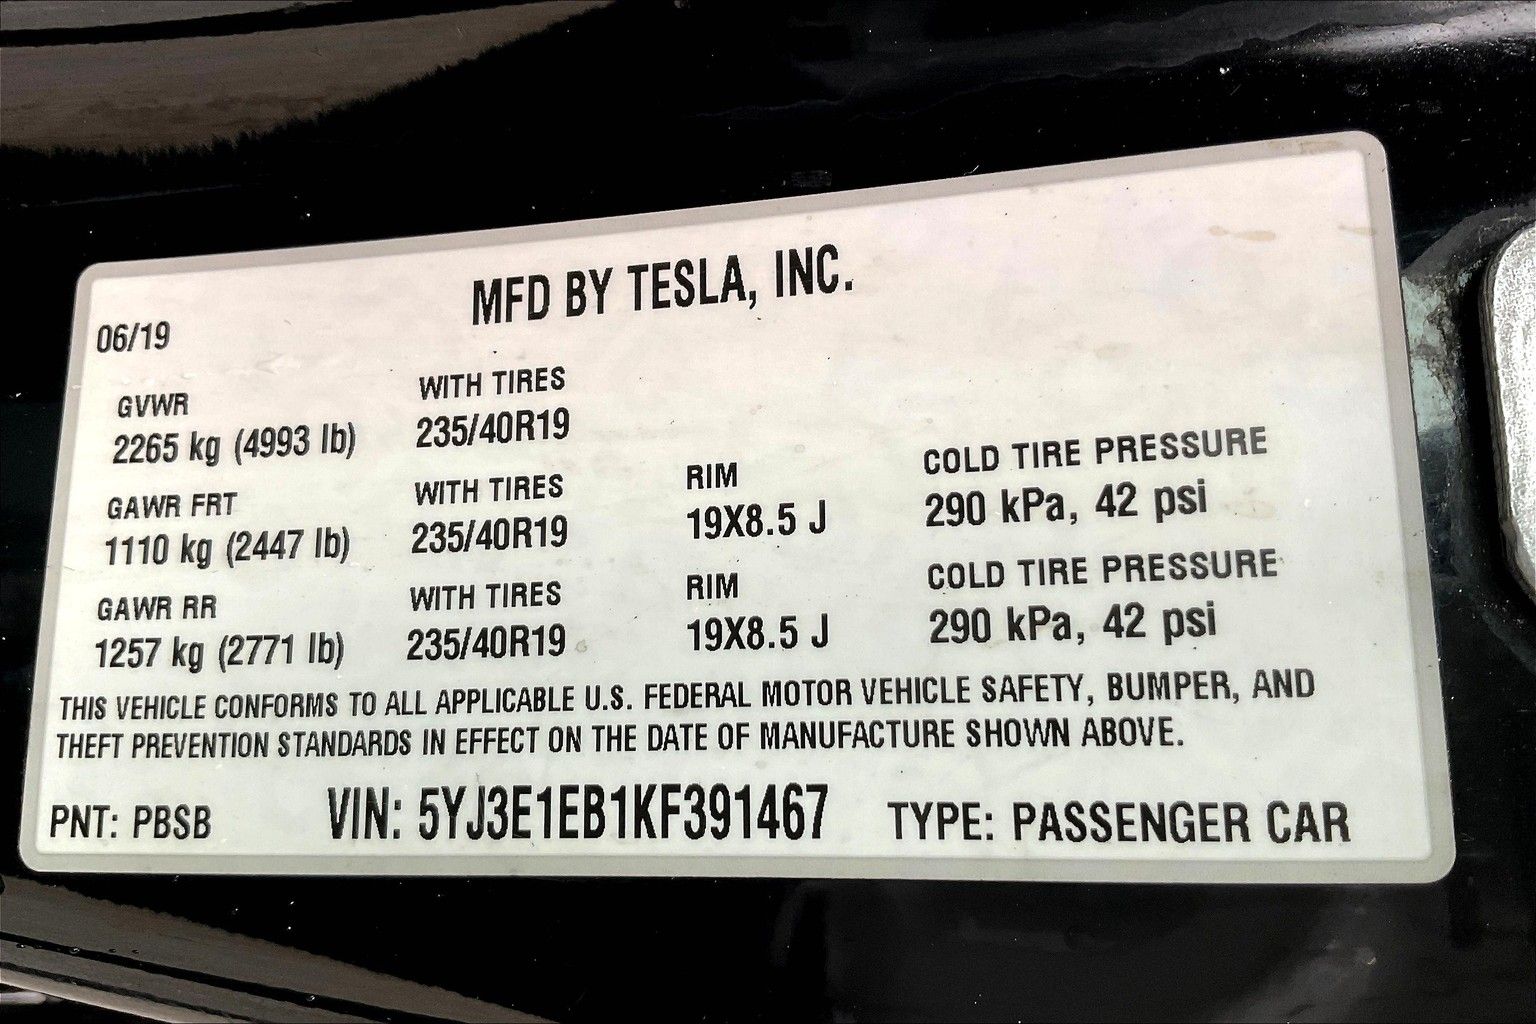 MFD BY TESLA, INC.
06/19
GVWR WITH TIRES
2265 kg (4993 lb) 235/40R19
GAWR FRT WITH TIRES RIM COLD TIRE PRESSURE
1110 kg (2447 lb) 235/40R19 19X8.5 J 290 kPa, 42 psi
GAWR RR WITH TIRES RIM COLD TIRE PRESSURE
1257 kg (2771 lb) 235/40R19 19X8.5 J 290 kPa, 42 psi
THIS VEHICLE CONFORMS TO ALL APPLICABLE U.S. FEDERAL MOTOR VEHICLE SAFETY, BUMPER, AND
THEFT PREVENTION STANDARDS IN EFFECT ON THE DATE OF MANUFACTURE SHOWN ABOVE.
PNT: PBSB VIN: 5YJ3E1EB1KF391467 TYPE: PASSENGER CAR